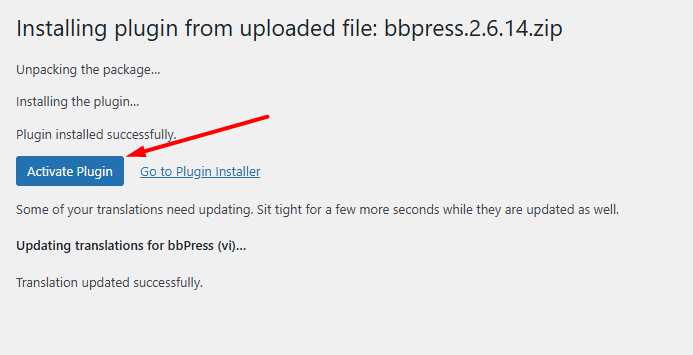 Installing plugin from uploaded file: bbpress.2.6.14.zip
Unpacking the package…
Installing the plugin…
Plugin installed successfully.
Activate Plugin Go to Plugin Installer
Some of your translations need updating. Sit tight for a few more seconds while they are updated as well.
Updating translations for bbPress (vi)…
Translation updated successfully.